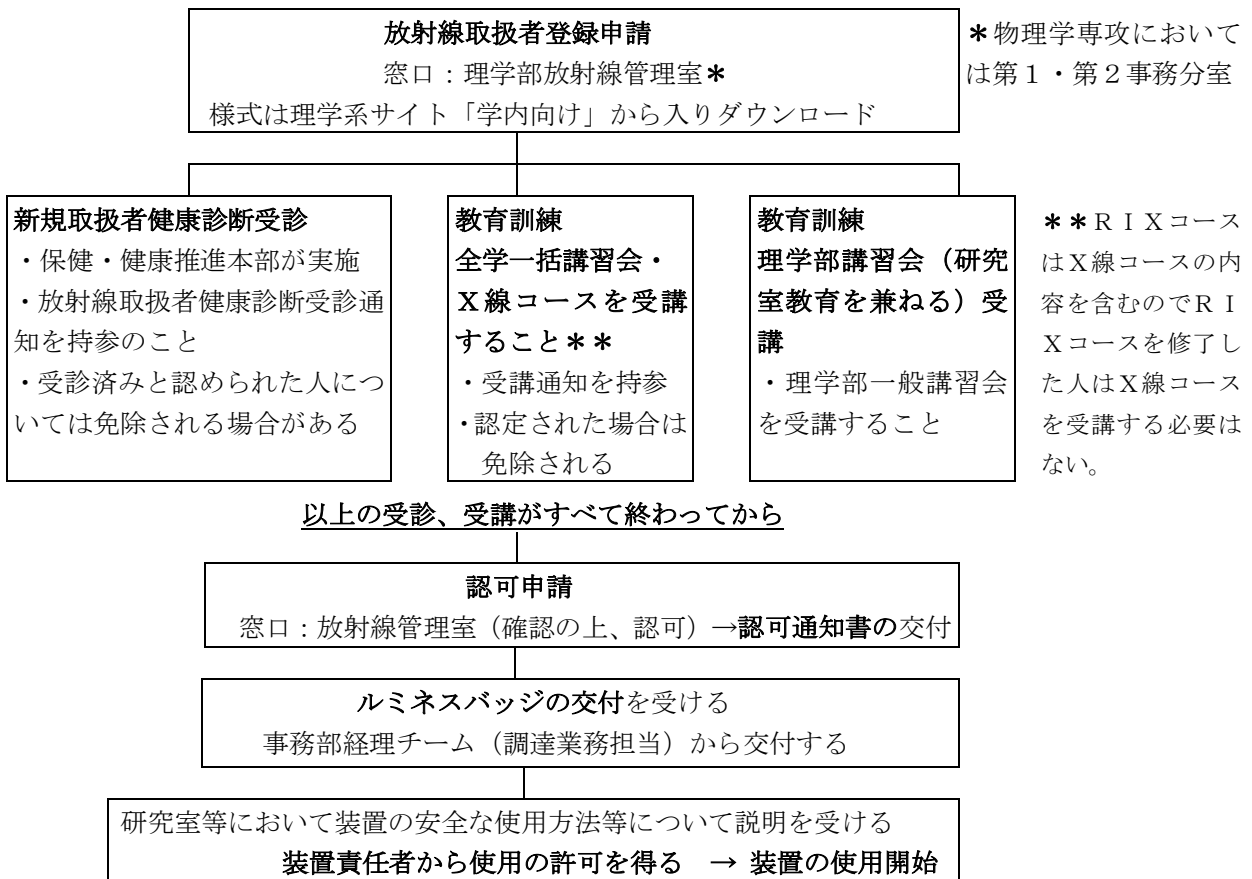 放射線取扱者登録申請
窓口：理学部放射線管理室＊
様式は理学系サイト「学内向け」から入りダウンロード
＊物理学専攻において
は第１・第２事務分室
新規取扱者健康診断受診
・保健・健康推進本部が実施
・放射線取扱者健康診断受診通
知を持参のこと
・受診済みと認められた人につ
いては免除される場合がある
教育訓練
全学一括講習会・
Ｘ線コースを受講
すること＊＊
・受講通知を持参
・認定された場合は
免除される
教育訓練
理学部講習会（研究
室教育を兼ねる）受
講
・理学部一般講習会
を受講すること
＊＊ＲＩＸコース
はＸ線コースの内
容を含むのでＲＩ
Ｘコースを修了し
た人はＸ線コース
を受講する必要は
ない。
以上の受診、受講がすべて終わってから
認可申請
窓口：放射線管理室（確認の上、認可）→認可通知書の交付
ルミネスバッジの交付を受ける
事務部経理チーム（調達業務担当）から交付する
研究室等において装置の安全な使用方法等について説明を受ける
装置責任者から使用の許可を得る　→ 装置の使用開始